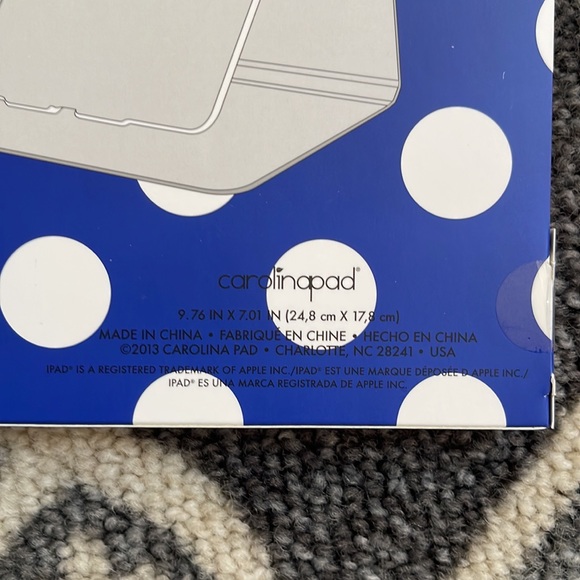 carolinapad®
9.76 IN X 7.01 IN (24,8 cm X 17,8 cm)
MADE IN CHINA • FABRIQUÉ EN CHINE • HECHO EN CHINA
©2013 CAROLINA PAD • CHARLOTTE, NC 28241 • USA
IPAD® IS A REGISTERED TRADEMARK OF APPLE INC./IPAD® EST UNE MARQUE DÉPOSÉE D APPLE INC./
IPAD® ES UNA MARCA REGISTRADA DE APPLE INC.